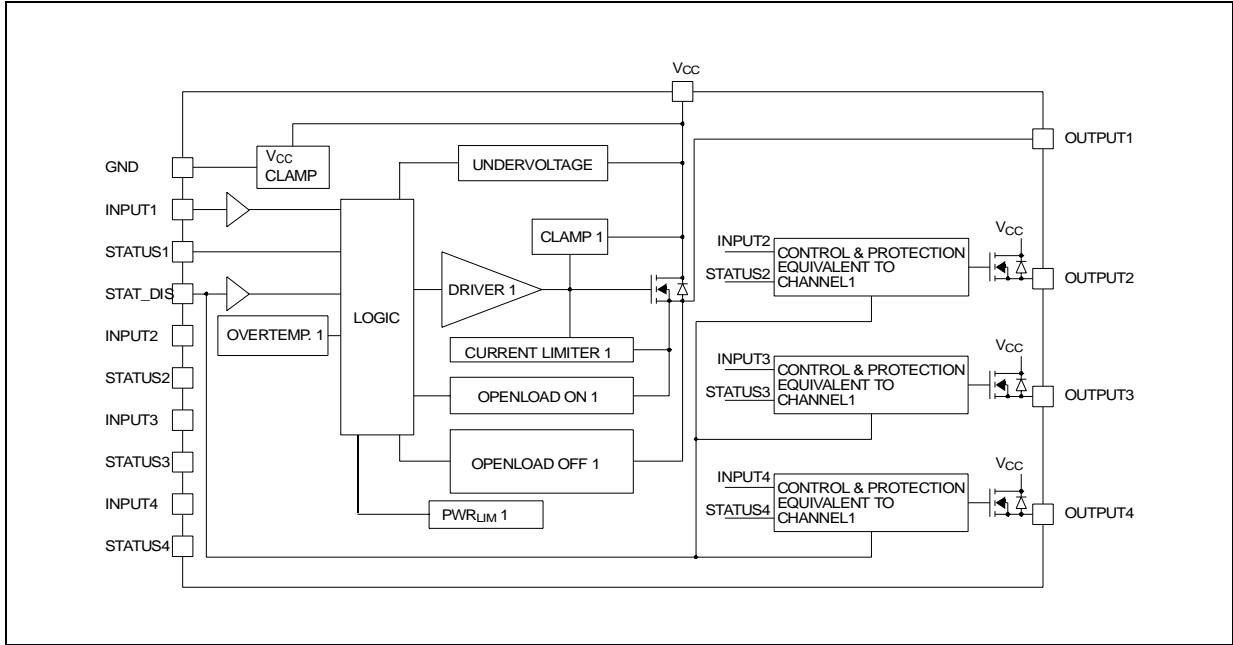 VCC
GND
VCC
CLAMP
UNDERVOLTAGE
OUTPUT1
INPUT1
STATUS1
STAT_DIS
INPUT2
STATUS2
INPUT3
STATUS3
INPUT4
STATUS4
OVERTEMP. 1
LOGIC
DRIVER 1
CLAMP 1
CURRENT LIMITER 1
OPENLOAD ON 1
OPENLOAD OFF 1
PWRLIM 1
INPUT2
STATUS2
CONTROL & PROTECTION
EQUIVALENT TO
CHANNEL1
VCC
OUTPUT2
INPUT3
STATUS3
CONTROL & PROTECTION
EQUIVALENT TO
CHANNEL1
VCC
OUTPUT3
INPUT4
STATUS4
CONTROL & PROTECTION
EQUIVALENT TO
CHANNEL1
VCC
OUTPUT4